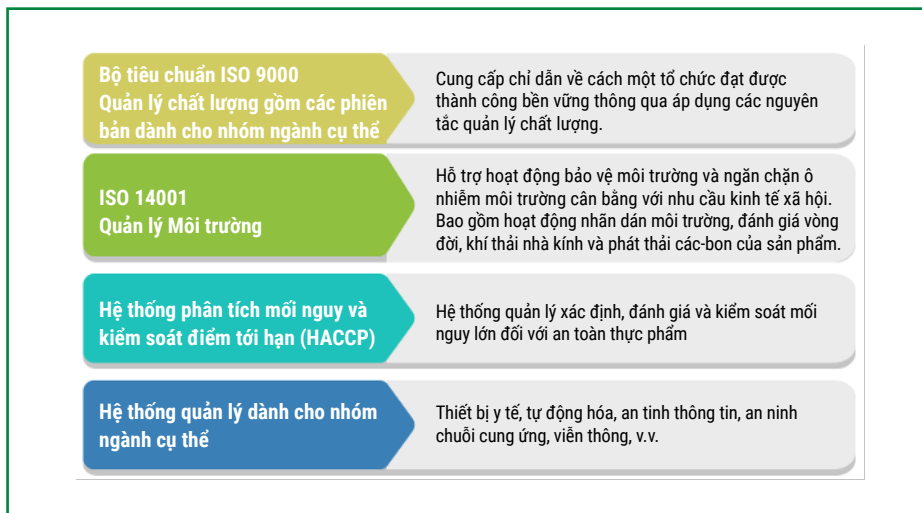 Bộ tiêu chuẩn ISO 9000
Quản lý chất lượng gồm các phiên
bản dành cho nhóm ngành cụ thể
Cung cấp chỉ dẫn về cách một tổ chức đạt được
thành công bền vững thông qua áp dụng các nguyên
tắc quản lý chất lượng.
ISO 14001
Quản lý Môi trường
Hỗ trợ hoạt động bảo vệ môi trường và ngăn chặn ô
nhiễm môi trường cân bằng với nhu cầu kinh tế xã hội.
Bao gồm hoạt động nhãn dán môi trường, đánh giá vòng
đời, khí thải nhà kính và phát thải các-bon của sản phẩm.
Hệ thống phân tích mối nguy và
kiểm soát điểm tới hạn (HACCP)
Hệ thống quản lý xác định, đánh giá và kiểm soát mối
nguy lớn đối với an toàn thực phẩm
Hệ thống quản lý dành cho nhóm
ngành cụ thể
Thiết bị y tế, tự động hóa, an tinh thông tin, an ninh
chuỗi cung ứng, viễn thông, v.v.